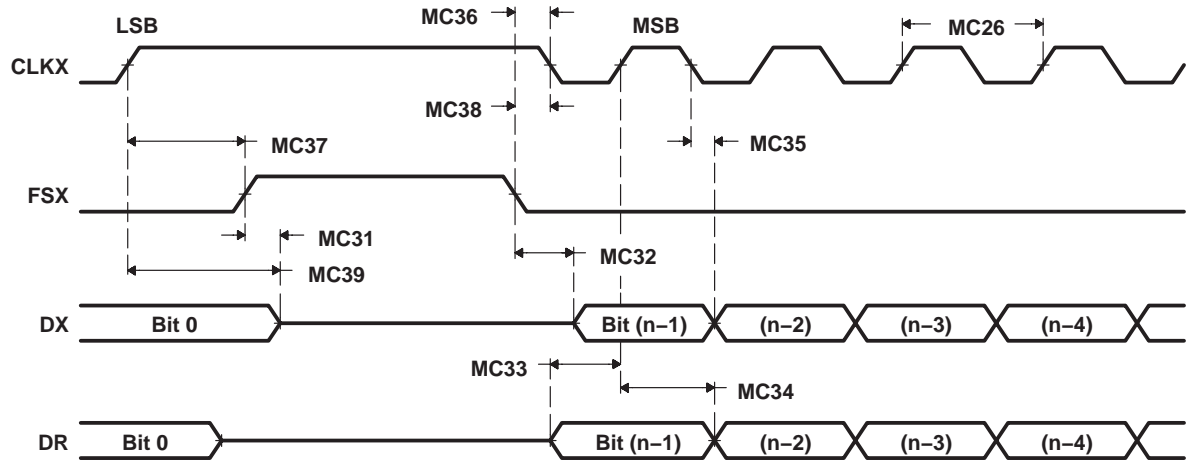 LSB MC36 MSB MC26
CLKX
MC38
MC37 MC35
FSX
MC31 MC32
MC39
DX Bit 0 Bit (n–1) (n–2) (n–3) (n–4)
MC33
MC34
DR Bit 0 Bit (n–1) (n–2) (n–3) (n–4)